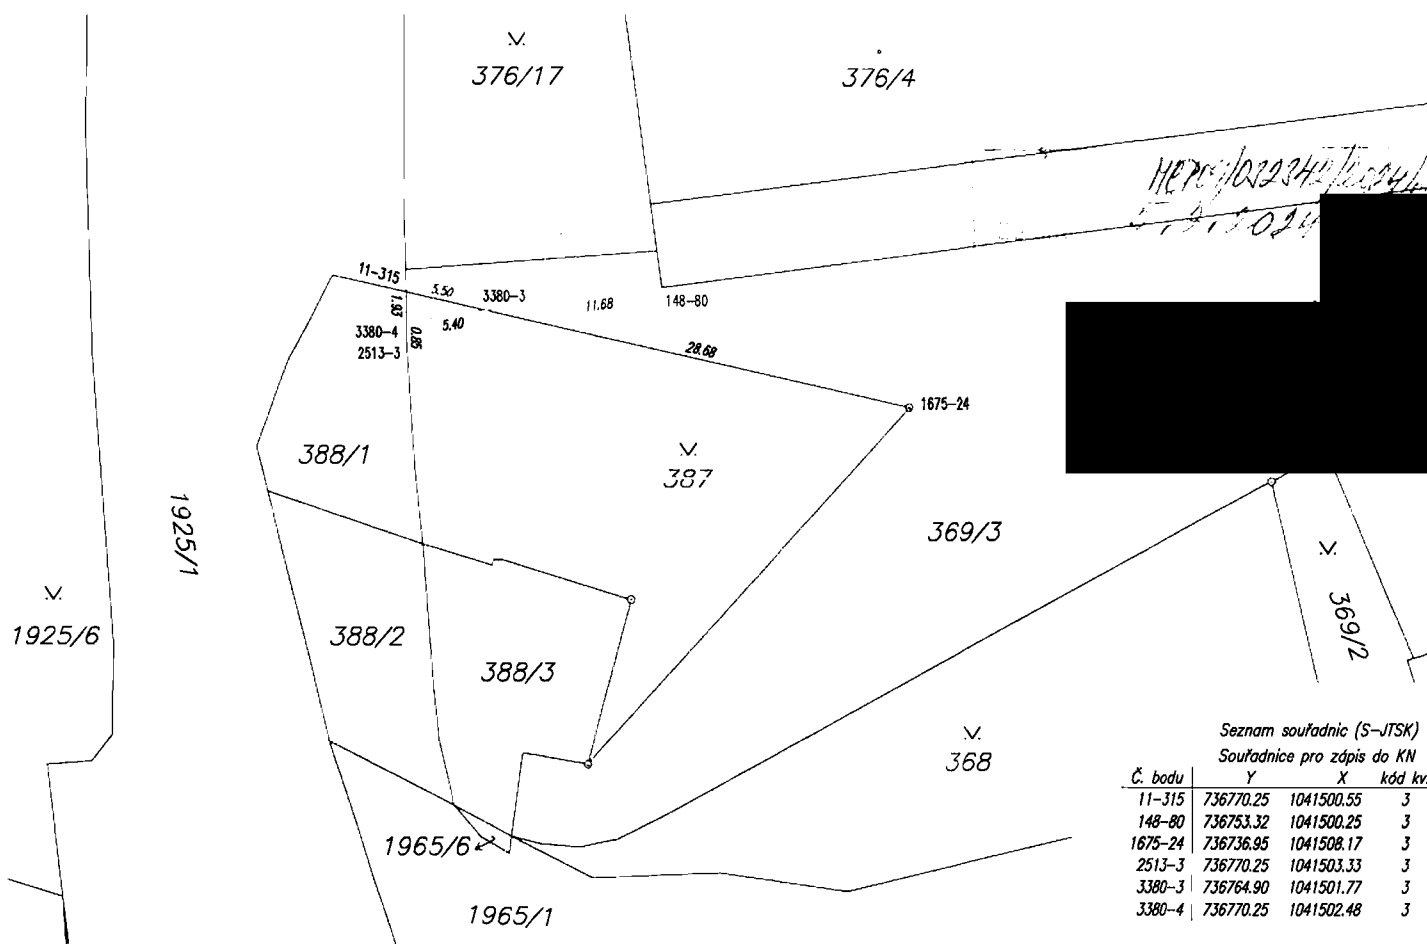 V.
376/17
376/4
5.2.2024
11-315
5.50
3380-3
11.68
148-80
1.93
3380-4
0.85
5.40
2513-3
28.68
1675-24
388/1
V.
387
1925/1
369/3
V.
1925/6
V.
369/2
388/2
388/3
V.
368
1965/6
1965/1
Seznam souřadnic (S-JTSK)
Souřadnice pro zápis do KN
Č. bodu Y X kód kv.
11-315 736770.25 1041500.55 3
148-80 736753.32 1041500.25 3
1675-24 736736.95 1041508.17 3
2513-3 736770.25 1041503.33 3
3380-3 736764.90 1041501.77 3
3380-4 736770.25 1041502.48 3